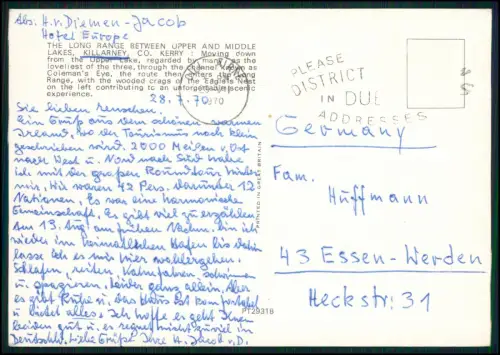 Abs: H. v. Diemen-Jacob
Hotel Europe
THE LONG RANGE BETWEEN UPPER AND MIDDLE
LAKES, KILLARNEY, CO. KERRY: Moving down
from the Upper Lake, regarded by many as the
loveliest of the three, through the channel known as
Coleman's Eye, the route then enters the Long
Range, with the wooded crags of the Eagle's Nest
on the left contributing to an unforgettable scenic
experience.
28.7.70
PLEASE
DISTRICT
IN DUE
ADDRESSES
Germany
Fam.
Huffmann
43 Essen-Werden
Heckstr. 31
Sie lieben Menschen.
Ein Gruß aus dem schönen
Irland, wo der Tourismus noch klein
geschrieben wird. 2000 Meilen v. Ost
nach West u. Nord nach Süd habe
ich mit der großen Roundtour hinter
mir. Wir waren 42 Pers. darunter 12
Nationen. Es war eine harmonische
Gemeinschaft. Es gibt viel zu erzählen.
Am 13. Aug. am frühen Nachm. bin ich
wieder im heimatlichen Hafen bis dahin
lasse ich es mir hier wohlergehen.
Schlafen, reiten, Kahnfahren, schwimmen
u. spazieren, leider ganz allein. Aber
es gibt Ruhe u. das Haus ist komfortabel
u. bietet alles. Ich hoffe es geht Ihnen
beiden gut u. es regnet nicht zuviel in
Deutschld. Liebe Grüße Ihre H. Jacob v. D.
PRINTED IN GREAT BRITAIN
PT29318